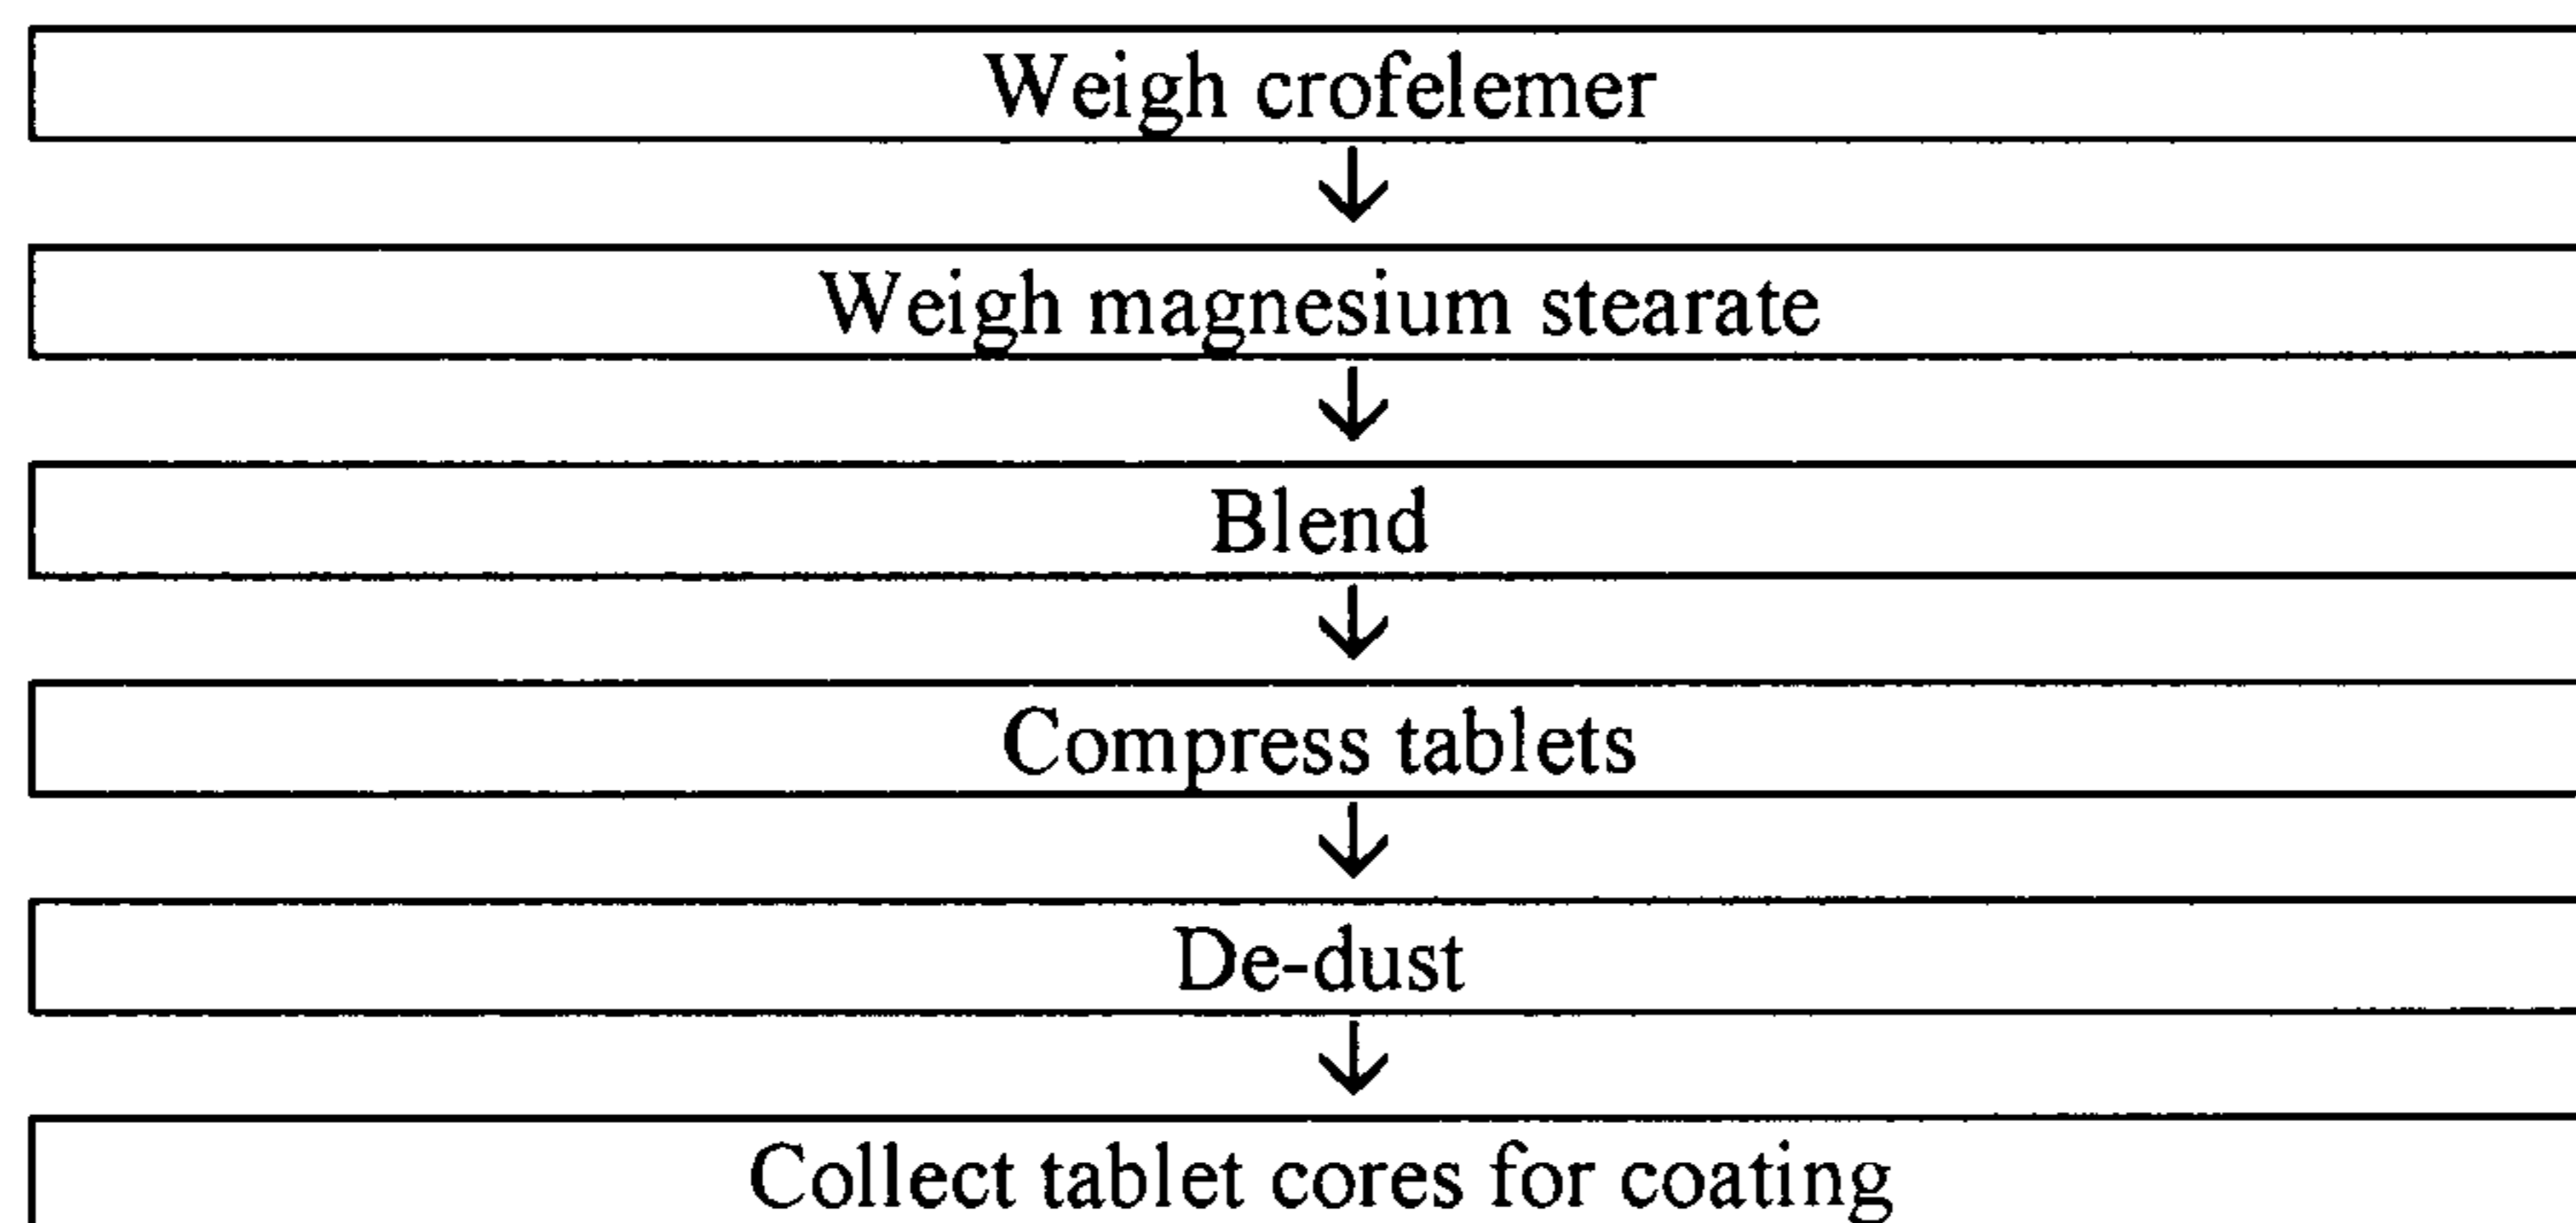 Weigh crofelemer
Weigh magnesium stearate
Blend
Compress tablets
De-dust
Collect tablet cores for coating